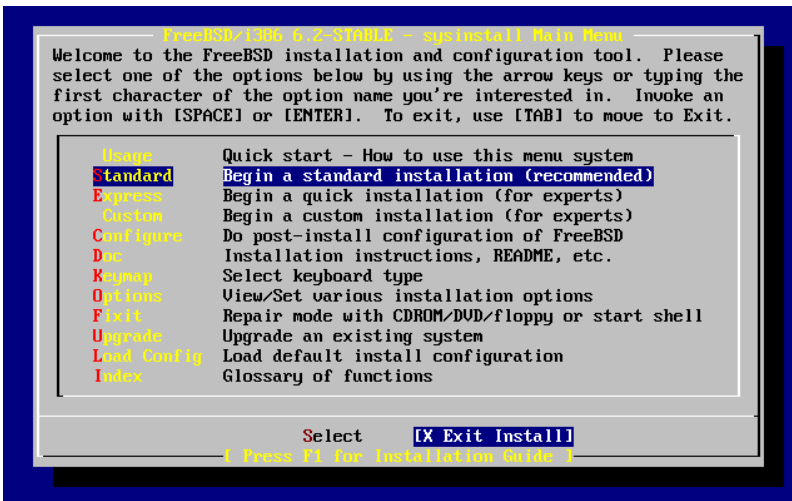 FreeBSD/i386 6.2-STABLE - sysinstall Main Menu
Welcome to the FreeBSD installation and configuration tool.  Please
select one of the options below by using the arrow keys or typing the
first character of the option name you're interested in.  Invoke an
option with [SPACE] or [ENTER].  To exit, use [TAB] to move to Exit.
Usage Quick start - How to use this menu system
Standard Begin a standard installation (recommended)
Express Begin a quick installation (for experts)
Custom Begin a custom installation (for experts)
Configure Do post-install configuration of FreeBSD
Doc Installation instructions, README, etc.
Keymap Select keyboard type
Options View/Set various installation options
Fixit Repair mode with CDROM/DVD/floppy or start shell
Upgrade Upgrade an existing system
Load Config Load default install configuration
Index Glossary of functions
Select [X Exit Install]
[ Press F1 for Installation Guide ]